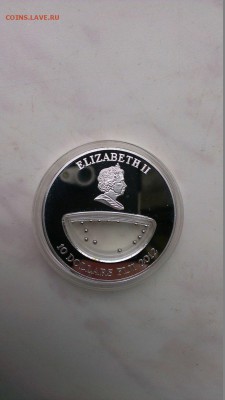 COINS.LAVE.RU
ELIZABETH II
10 DOLLARS FIJI 2012